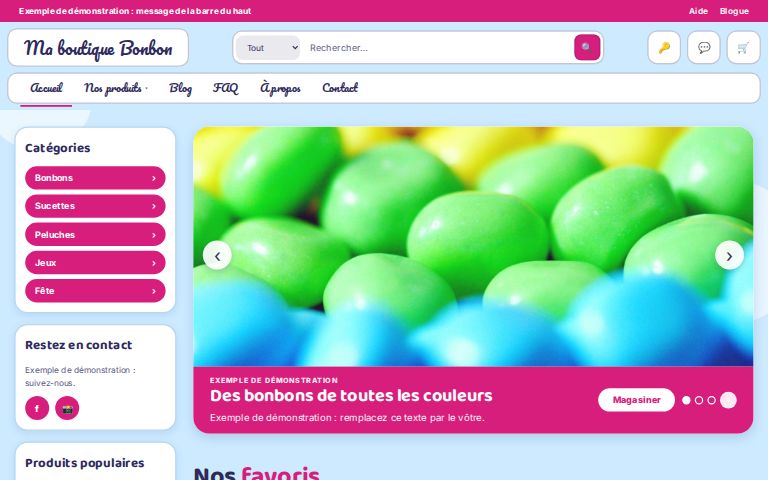 Exemple de démonstration : message de la barre du haut
Aide
Blogue
Ma boutique Bonbon
Tout
Rechercher...
Accueil
Nos produits
Blog
FAQ
À propos
Contact
Catégories
Bonbons
Sucettes
Peluches
Jeux
Fête
Restez en contact
Exemple de démonstration :
suivez-nous.
f
Produits populaires
EXEMPLE DE DÉMONSTRATION
Des bonbons de toutes les couleurs
Exemple de démonstration : remplacez ce texte par le vôtre.
Magasiner
Nos favoris